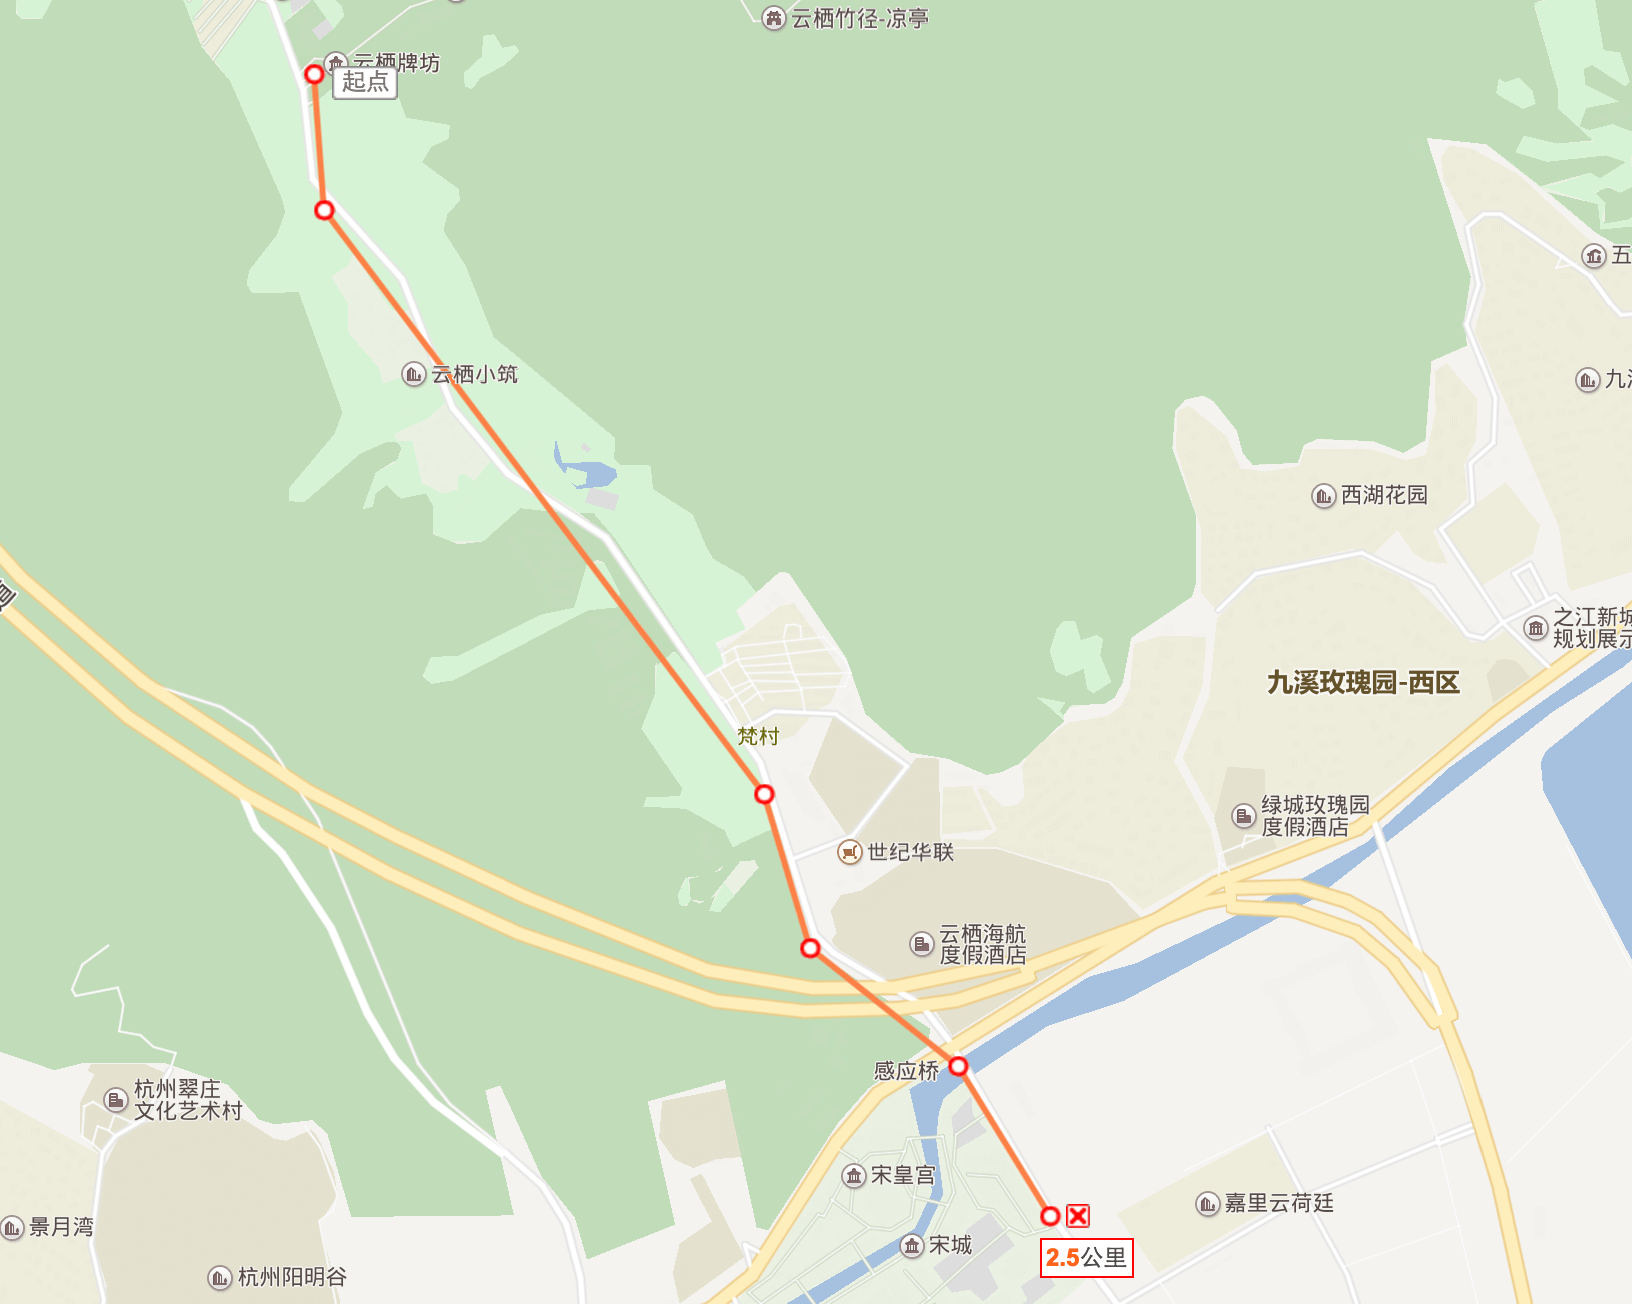 云栖竹径-凉亭
云栖牌坊
起点
五
云栖小筑
九
西湖花园
道
之江新城
规划展示
九溪玫瑰园-西区
梵村
绿城玫瑰园
度假酒店
世纪华联
云栖海航
度假酒店
感应桥
杭州翠庄
文化艺术村
宋皇宫
嘉里云荷廷
景月湾
宋城
2.5公里
杭州阳明谷